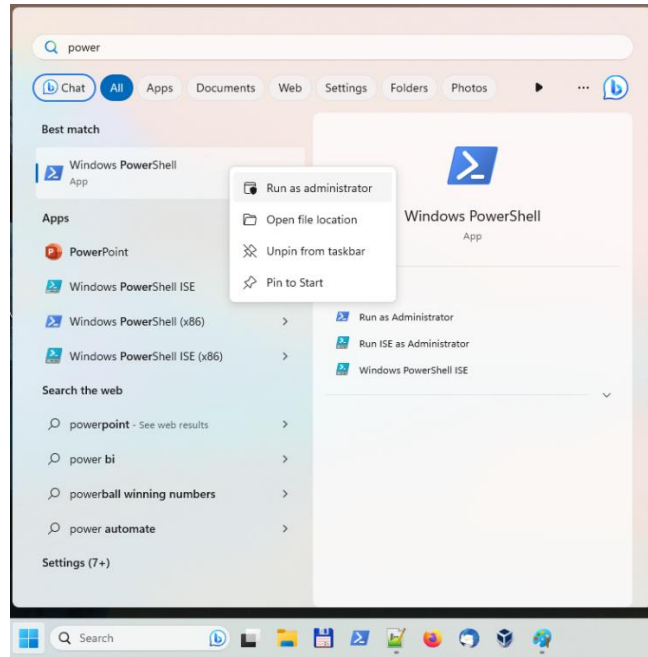 power
Chat All Apps Documents Web Settings Folders Photos ...
Best match
Windows PowerShell
App
Run as administrator
Open file location
Unpin from taskbar
Pin to Start
Apps
PowerPoint
Windows PowerShell ISE
Windows PowerShell (x86)
Windows PowerShell ISE (x86)
Search the web
powerpoint - See web results
power bi
powerball winning numbers
power automate
Settings (7+)
Windows PowerShell
App
Run as Administrator
Run ISE as Administrator
Windows PowerShell ISE
Search